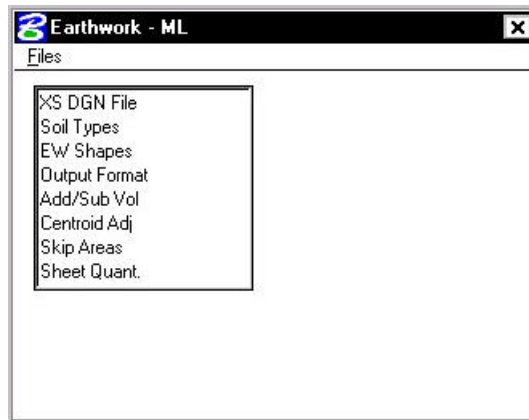 Earthwork - ML
Files
XS DGN File
Soil Types
EW Shapes
Output Format
Add/Sub Vol
Centroid Adj
Skip Areas
Sheet Quant.